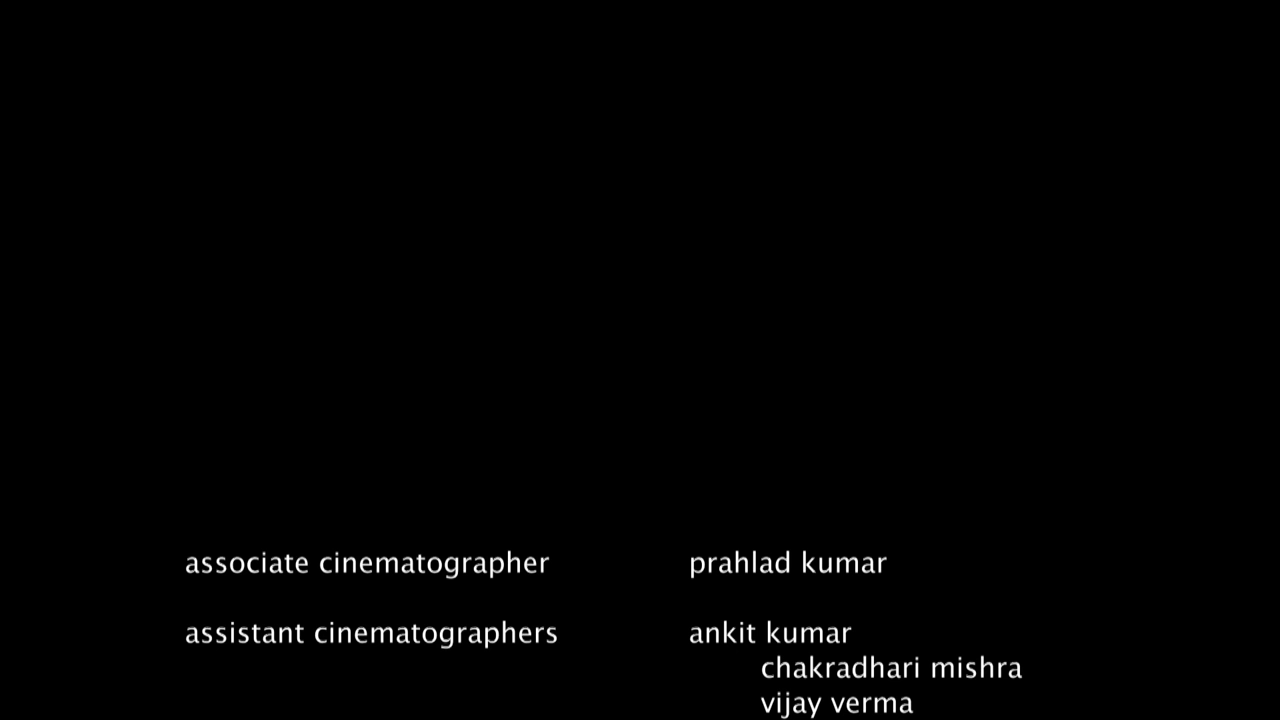 associate cinematographer prahlad kumar
assistant cinematographers ankit kumar
chakradhari mishra
vijay verma